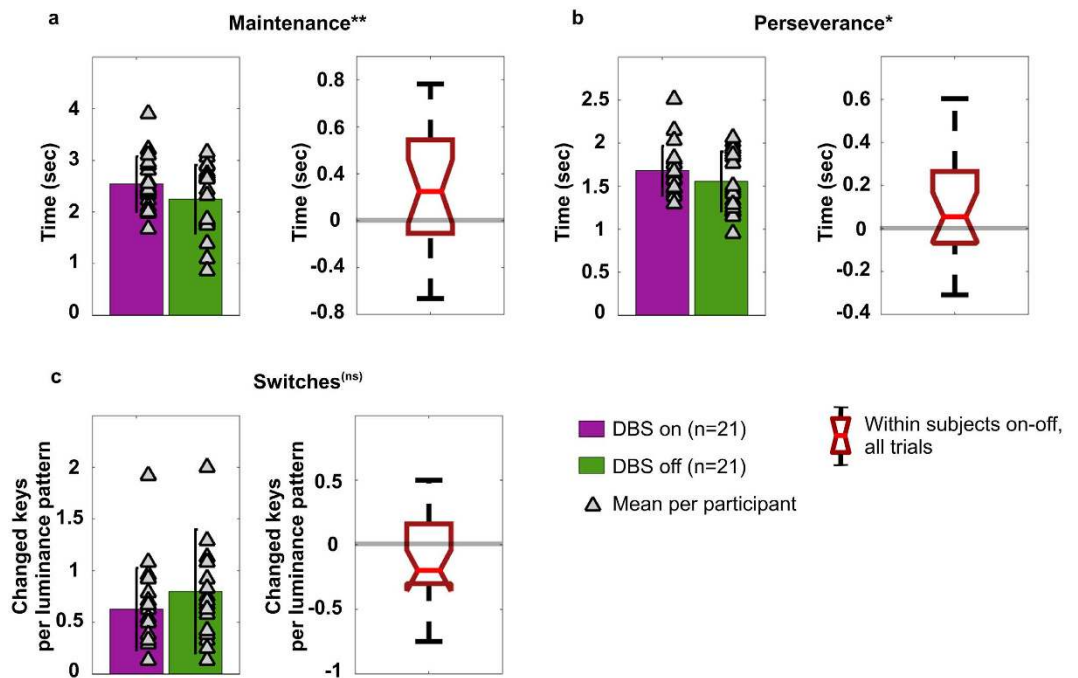 a
Maintenance**
Time (sec)
4
3
2
1
0
Time (sec)
0.8
0.6
0.4
0
-0.4
-0.8
b
Perseverance*
Time (sec)
2.5
2
1.5
1
0.5
0
Time (sec)
0.6
0.4
0.2
0
-0.2
-0.4
c
Switches(ns)
Changed keys
per luminance pattern
2
1.5
1
0.5
0
Changed keys
per luminance pattern
0.5
0
-0.5
-1
DBS on (n=21)
DBS off (n=21)
Mean per participant
Within subjects on-off,
all trials